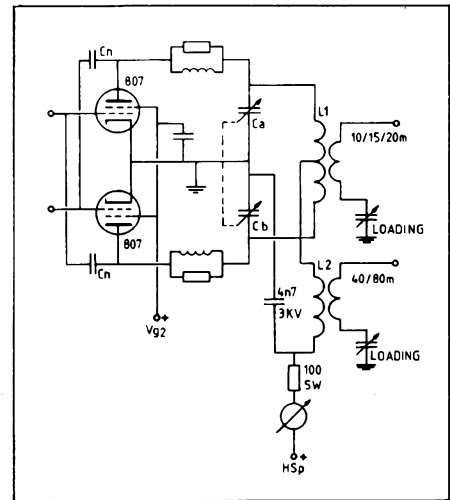 Cn
807
Ca
L1
10/15/20m
LOADING
Cb
807
Cn
L2
40/80m
4n7
3KV
LOADING
Vg2
+
100
5W
+
HSp